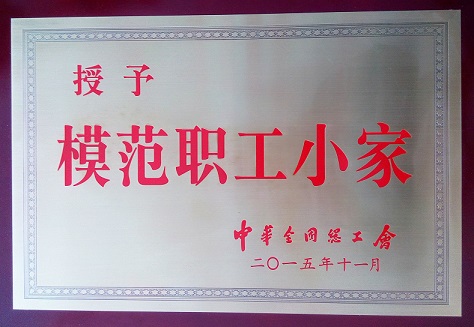 授予
模范职工小家
中华全国总工會
二〇一五年十一月